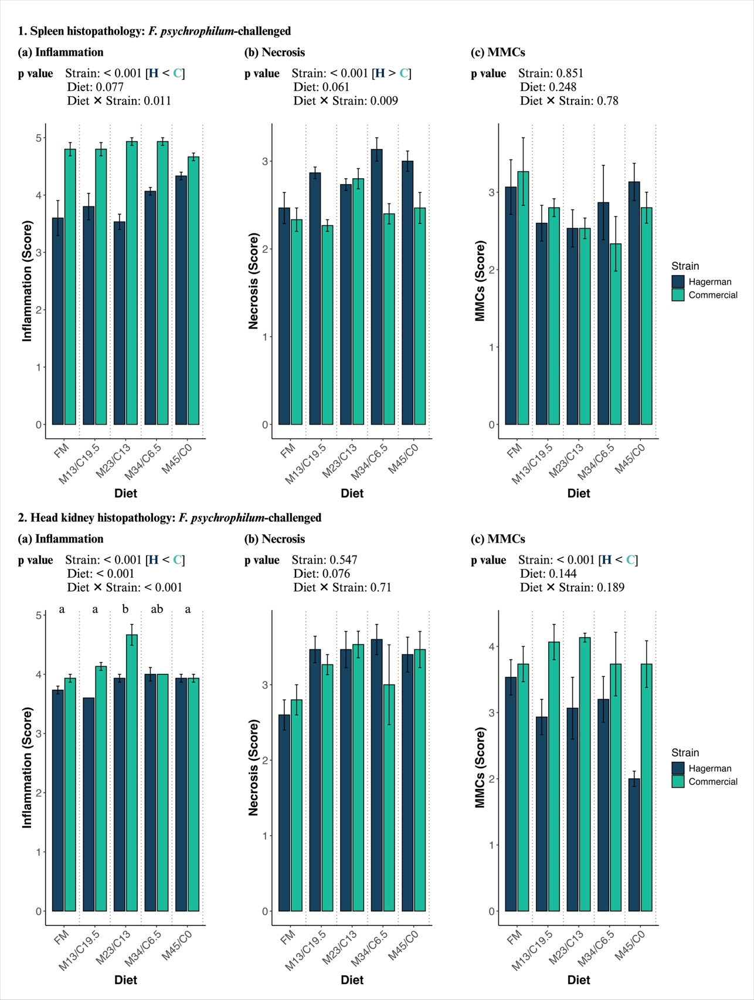 1. Spleen histopathology: F. psychrophilum-challenged
(a) Inflammation
p value Strain: < 0.001 [H < C]
Diet: 0.077
Diet × Strain: 0.011
5
4
3
2
1
0
Inflammation (Score)
FM
M13/C19.5
M23/C13
M34/C6.5
M45/C0
Diet
(b) Necrosis
p value Strain: < 0.001 [H > C]
Diet: 0.061
Diet × Strain: 0.009
3
2
1
0
Necrosis (Score)
FM
M13/C19.5
M23/C13
M34/C6.5
M45/C0
Diet
(c) MMCs
p value Strain: 0.851
Diet: 0.248
Diet × Strain: 0.78
3
2
1
0
MMCs (Score)
FM
M13/C19.5
M23/C13
M34/C6.5
M45/C0
Diet
Strain
Hagerman
Commercial
2. Head kidney histopathology: F. psychrophilum-challenged
(a) Inflammation
p value Strain: < 0.001 [H < C]
Diet: < 0.001
Diet × Strain: < 0.001
a a b ab a
5
4
3
2
1
0
Inflammation (Score)
FM
M13/C19.5
M23/C13
M34/C6.5
M45/C0
Diet
(b) Necrosis
p value Strain: 0.547
Diet: 0.076
Diet × Strain: 0.71
3
2
1
0
Necrosis (Score)
FM
M13/C19.5
M23/C13
M34/C6.5
M45/C0
Diet
(c) MMCs
p value Strain: < 0.001 [H < C]
Diet: 0.144
Diet × Strain: 0.189
4
3
2
1
0
MMCs (Score)
FM
M13/C19.5
M23/C13
M34/C6.5
M45/C0
Diet
Strain
Hagerman
Commercial